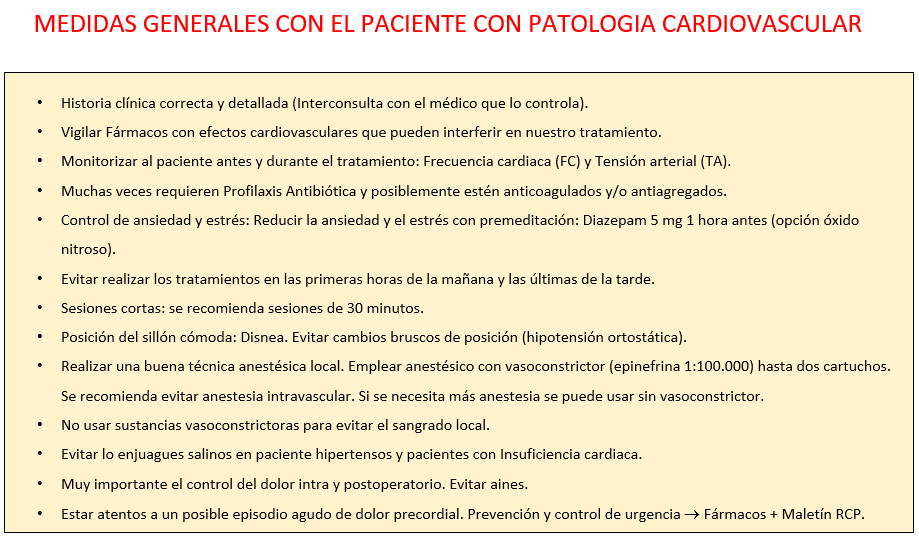 MEDIDAS GENERALES CON EL PACIENTE CON PATOLOGIA CARDIOVASCULAR
• Historia clínica correcta y detallada (Interconsulta con el médico que lo controla).
• Vigilar Fármacos con efectos cardiovasculares que pueden interferir en nuestro tratamiento.
• Monitorizar al paciente antes y durante el tratamiento: Frecuencia cardiaca (FC) y Tensión arterial (TA).
• Muchas veces requieren Profilaxis Antibiótica y posiblemente estén anticoagulados y/o antiagregados.
• Control de ansiedad y estrés: Reducir la ansiedad y el estrés con premeditación: Diazepam 5 mg 1 hora antes (opción óxido
nitroso).
• Evitar realizar los tratamientos en las primeras horas de la mañana y las últimas de la tarde.
• Sesiones cortas: se recomienda sesiones de 30 minutos.
• Posición del sillón cómoda: Disnea. Evitar cambios bruscos de posición (hipotensión ortostática).
• Realizar una buena técnica anestésica local. Emplear anestésico con vasoconstrictor (epinefrina 1:100.000) hasta dos cartuchos.
Se recomienda evitar anestesia intravascular. Si se necesita más anestesia se puede usar sin vasoconstrictor.
• No usar sustancias vasoconstrictoras para evitar el sangrado local.
• Evitar lo enjuagues salinos en paciente hipertensos y pacientes con Insuficiencia cardiaca.
• Muy importante el control del dolor intra y postoperatorio. Evitar aines.
• Estar atentos a un posible episodio agudo de dolor precordial. Prevención y control de urgencia → Fármacos + Maletín RCP.